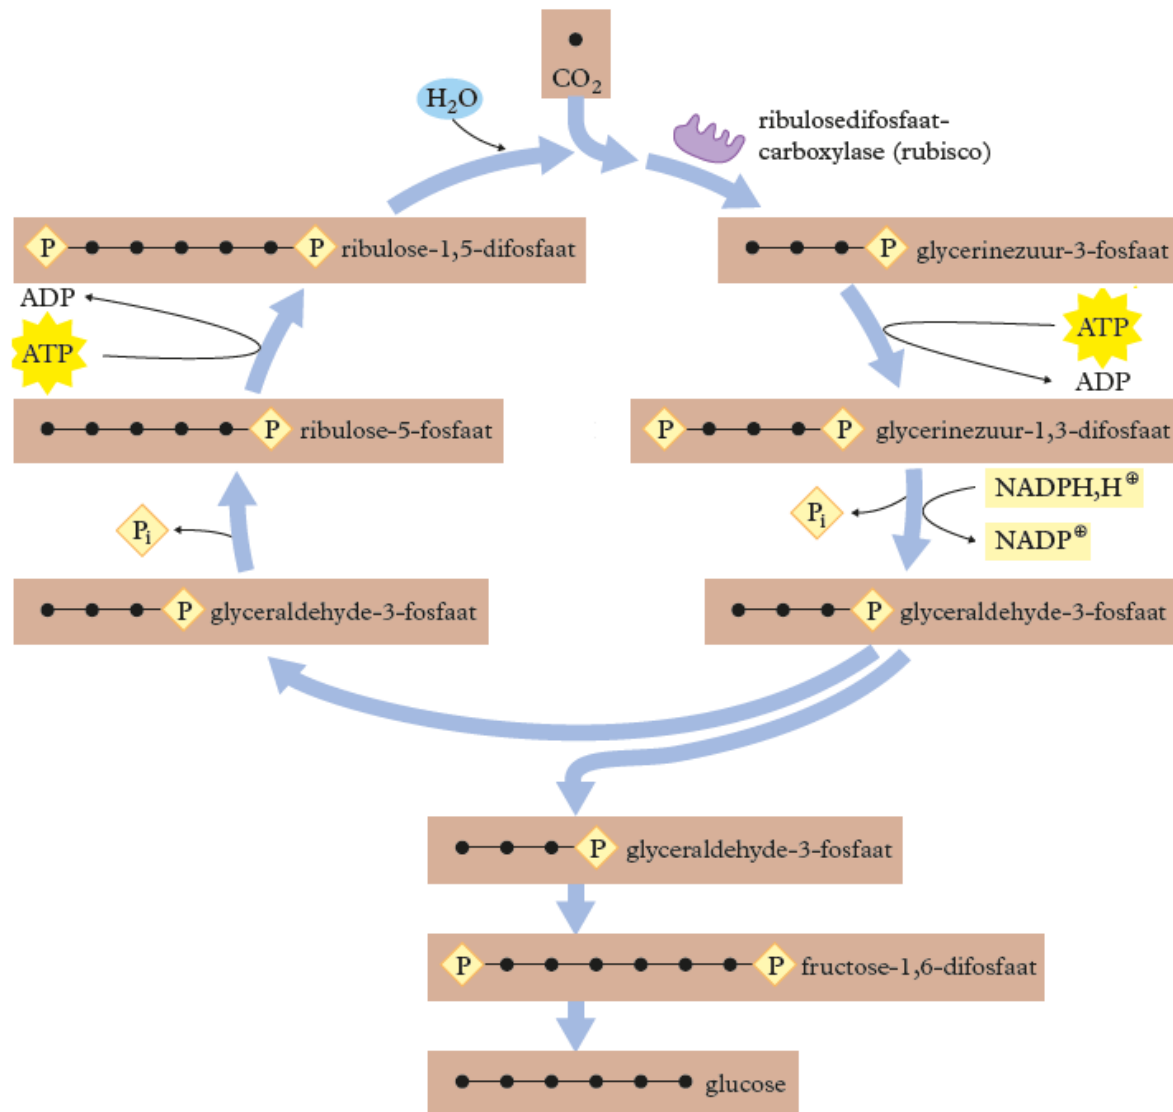 CO₂
H₂O
ribulosedifosfaat-
carboxylase (rubisco)
P P ribulose-1,5-difosfaat
P glycerinezuur-3-fosfaat
ADP
ATP
ATP
ADP
P ribulose-5-fosfaat
P P glycerinezuur-1,3-difosfaat
Pᵢ
Pᵢ
NADPH,H⊕
NADP⊕
P glyceraldehyde-3-fosfaat
P glyceraldehyde-3-fosfaat
P glyceraldehyde-3-fosfaat
P P fructose-1,6-difosfaat
glucose